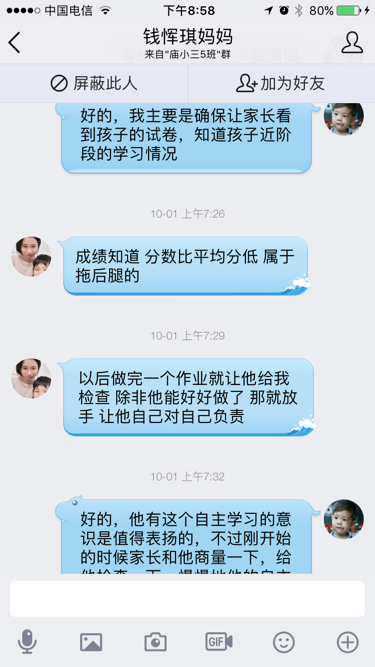 中国电信
下午8:58
80%
钱恽琪妈妈
来自"庙小三5班"群
屏蔽此人
加为好友
好的，我主要是确保让家长看
到孩子的试卷，知道孩子近阶
段的学习情况
10-01 上午7:26
成绩知道 分数比平均分低 属于
拖后腿的
10-01 上午7:29
以后做完一个作业就让他给我
检查 除非他能好好做了 那就放
手 让他自己对自己负责
10-01 上午7:32
好的，他有这个自主学习的意
识是值得表扬的，不过刚开始
的时候家长和他商量一下，给
GIF